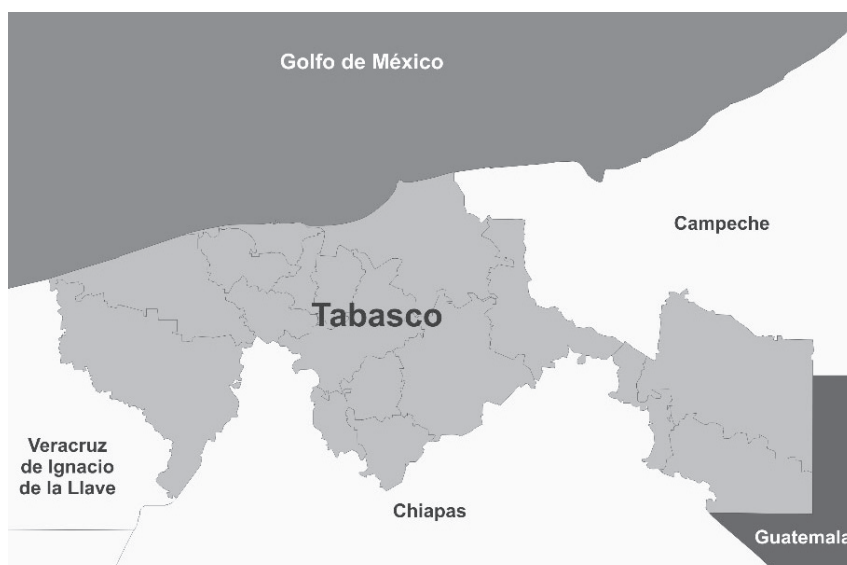 Golfo de México
Campeche
Tabasco
Veracruz
de Ignacio
de la Llave
Chiapas
Guatemala